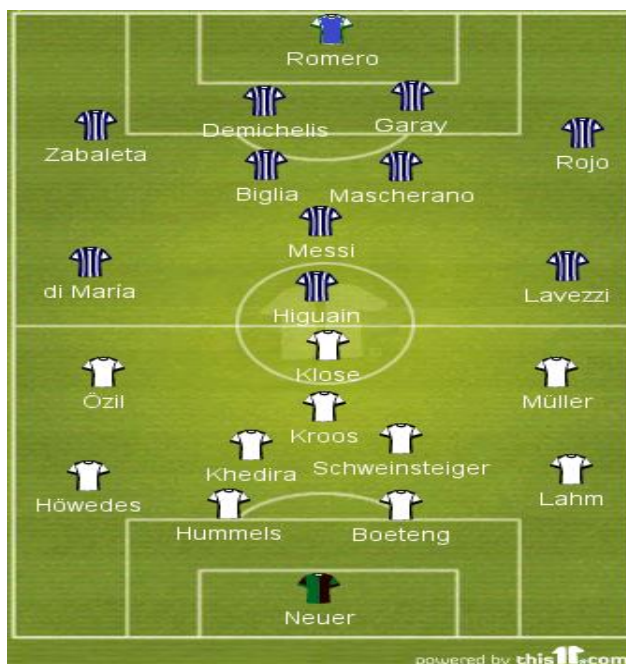 Romero
Demichelis Garay
Zabaleta Rojo
Biglia Mascherano
Messi
di María Lavezzi
Higuain
Klose
Özil Müller
Kroos
Khedira Schweinsteiger
Höwedes Lahm
Hummels Boeteng
Neuer
powered by this11.com